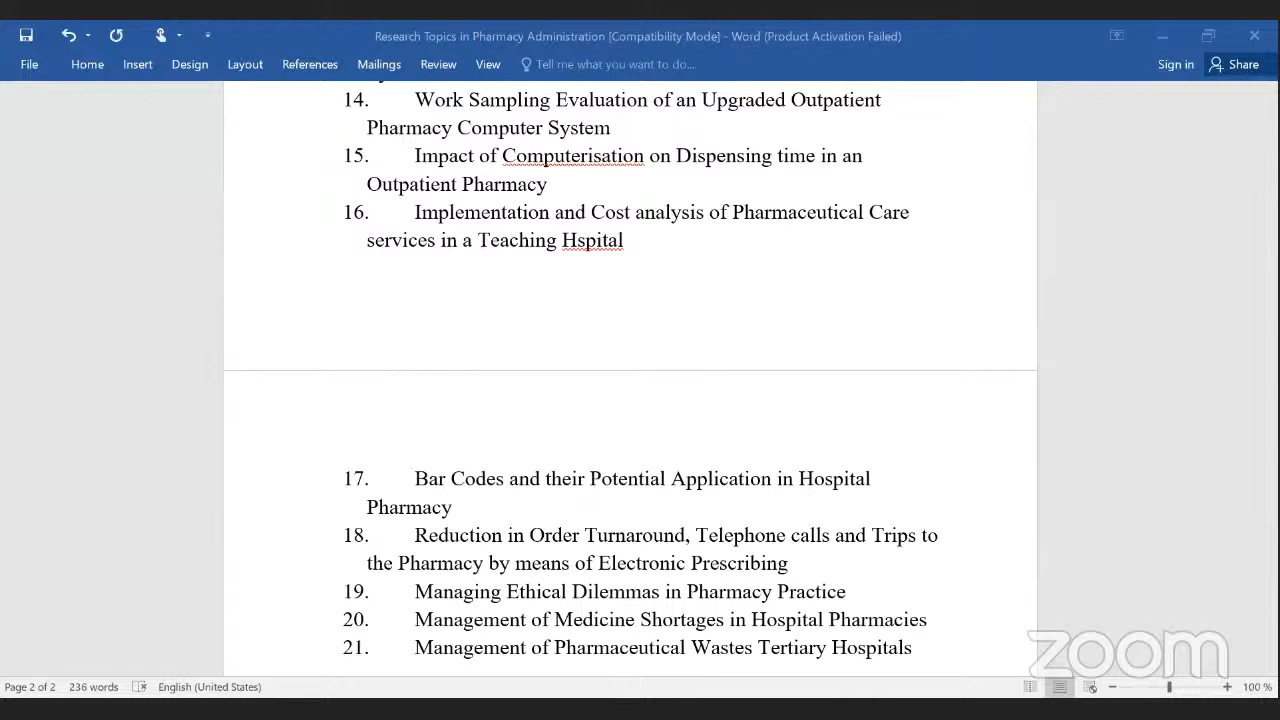 Research Topics in Pharmacy Administration [Compatibility Mode] - Word (Product Activation Failed)
File Home Insert Design Layout References Mailings Review View Tell me what you want to do... Sign in Share
14. Work Sampling Evaluation of an Upgraded Outpatient
Pharmacy Computer System
15. Impact of Computerisation on Dispensing time in an
Outpatient Pharmacy
16. Implementation and Cost analysis of Pharmaceutical Care
services in a Teaching Hspital
17. Bar Codes and their Potential Application in Hospital
Pharmacy
18. Reduction in Order Turnaround, Telephone calls and Trips to
the Pharmacy by means of Electronic Prescribing
19. Managing Ethical Dilemmas in Pharmacy Practice
20. Management of Medicine Shortages in Hospital Pharmacies
21. Management of Pharmaceutical Wastes Tertiary Hospitals
zoom
Page 2 of 2 236 words English (United States) 100 %